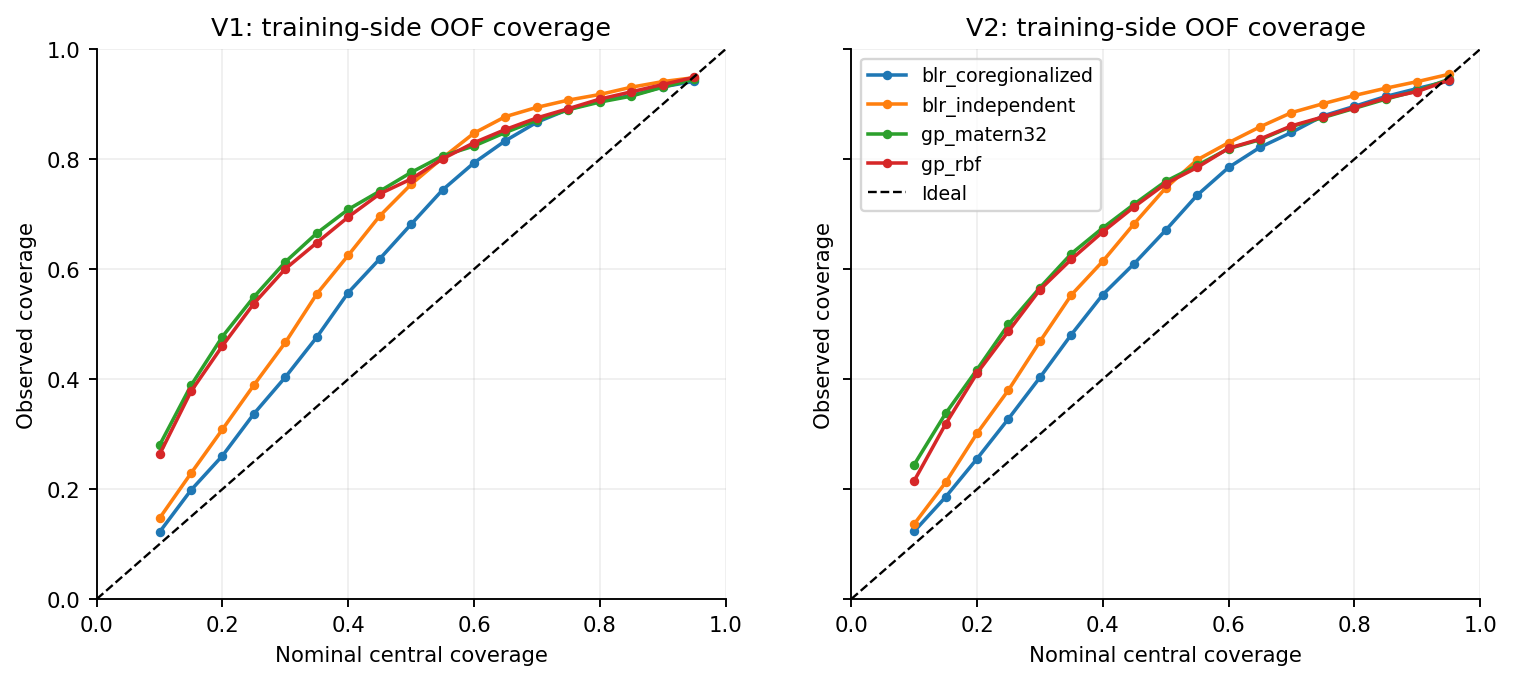 V1: training-side OOF coverage
V2: training-side OOF coverage
1.0
0.8
0.6
0.4
0.2
0.0
Observed coverage
0.0 0.2 0.4 0.6 0.8 1.0
Nominal central coverage
blr_coregionalized
blr_independent
gp_matern32
gp_rbf
Ideal
Observed coverage
0.0 0.2 0.4 0.6 0.8 1.0
Nominal central coverage